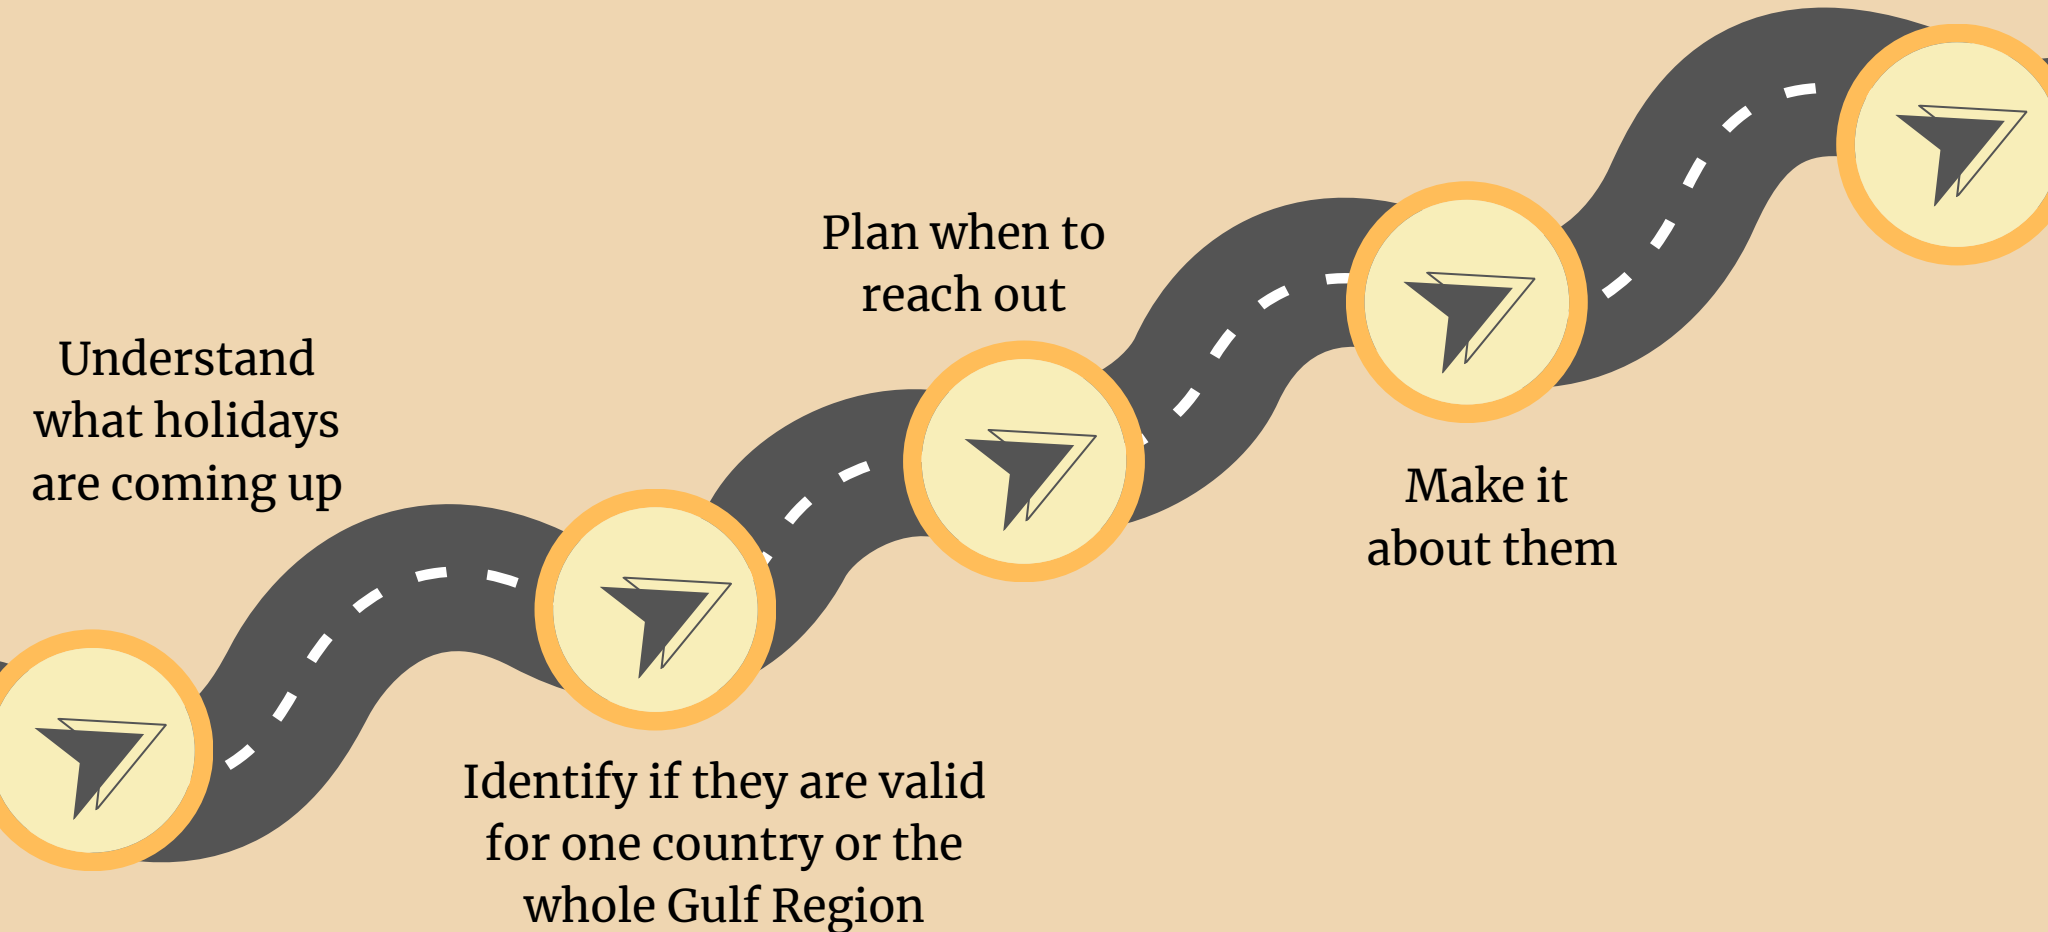 Understand
what holidays
are coming up
Identify if they are valid
for one country or the
whole Gulf Region
Plan when to
reach out
Make it
about them